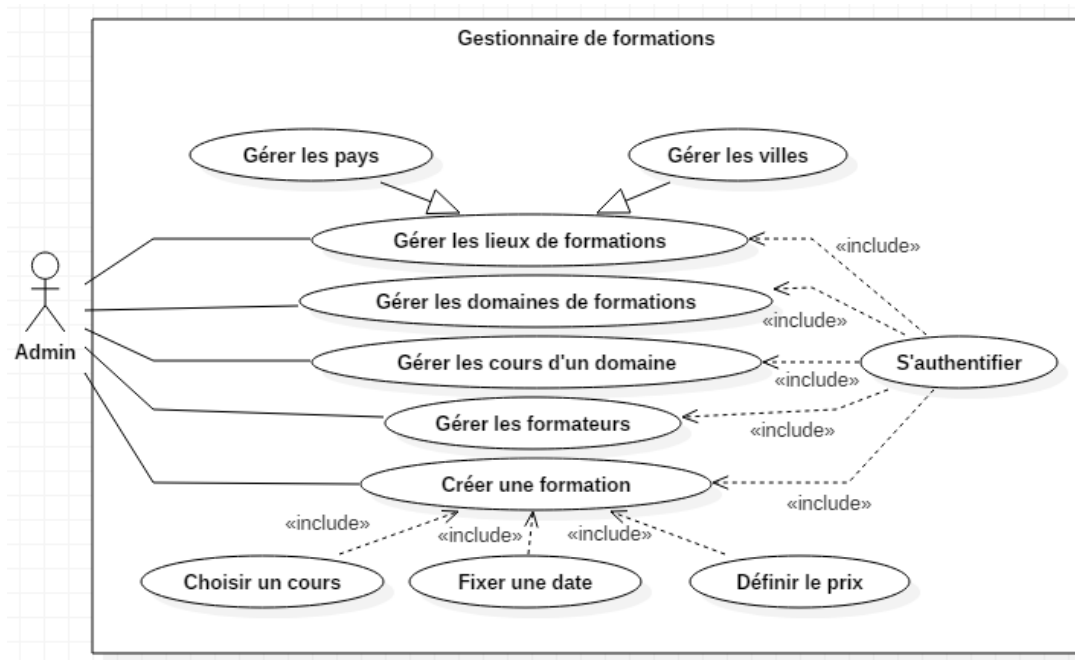 Gestionnaire de formations
Gérer les pays
Gérer les villes
Gérer les lieux de formations
«include»
Gérer les domaines de formations
«include»
Admin
Gérer les cours d'un domaine
S'authentifier
«include»
Gérer les formateurs
«include»
Créer une formation
«include»
«include»
«include»
«include»
Choisir un cours
Fixer une date
Définir le prix